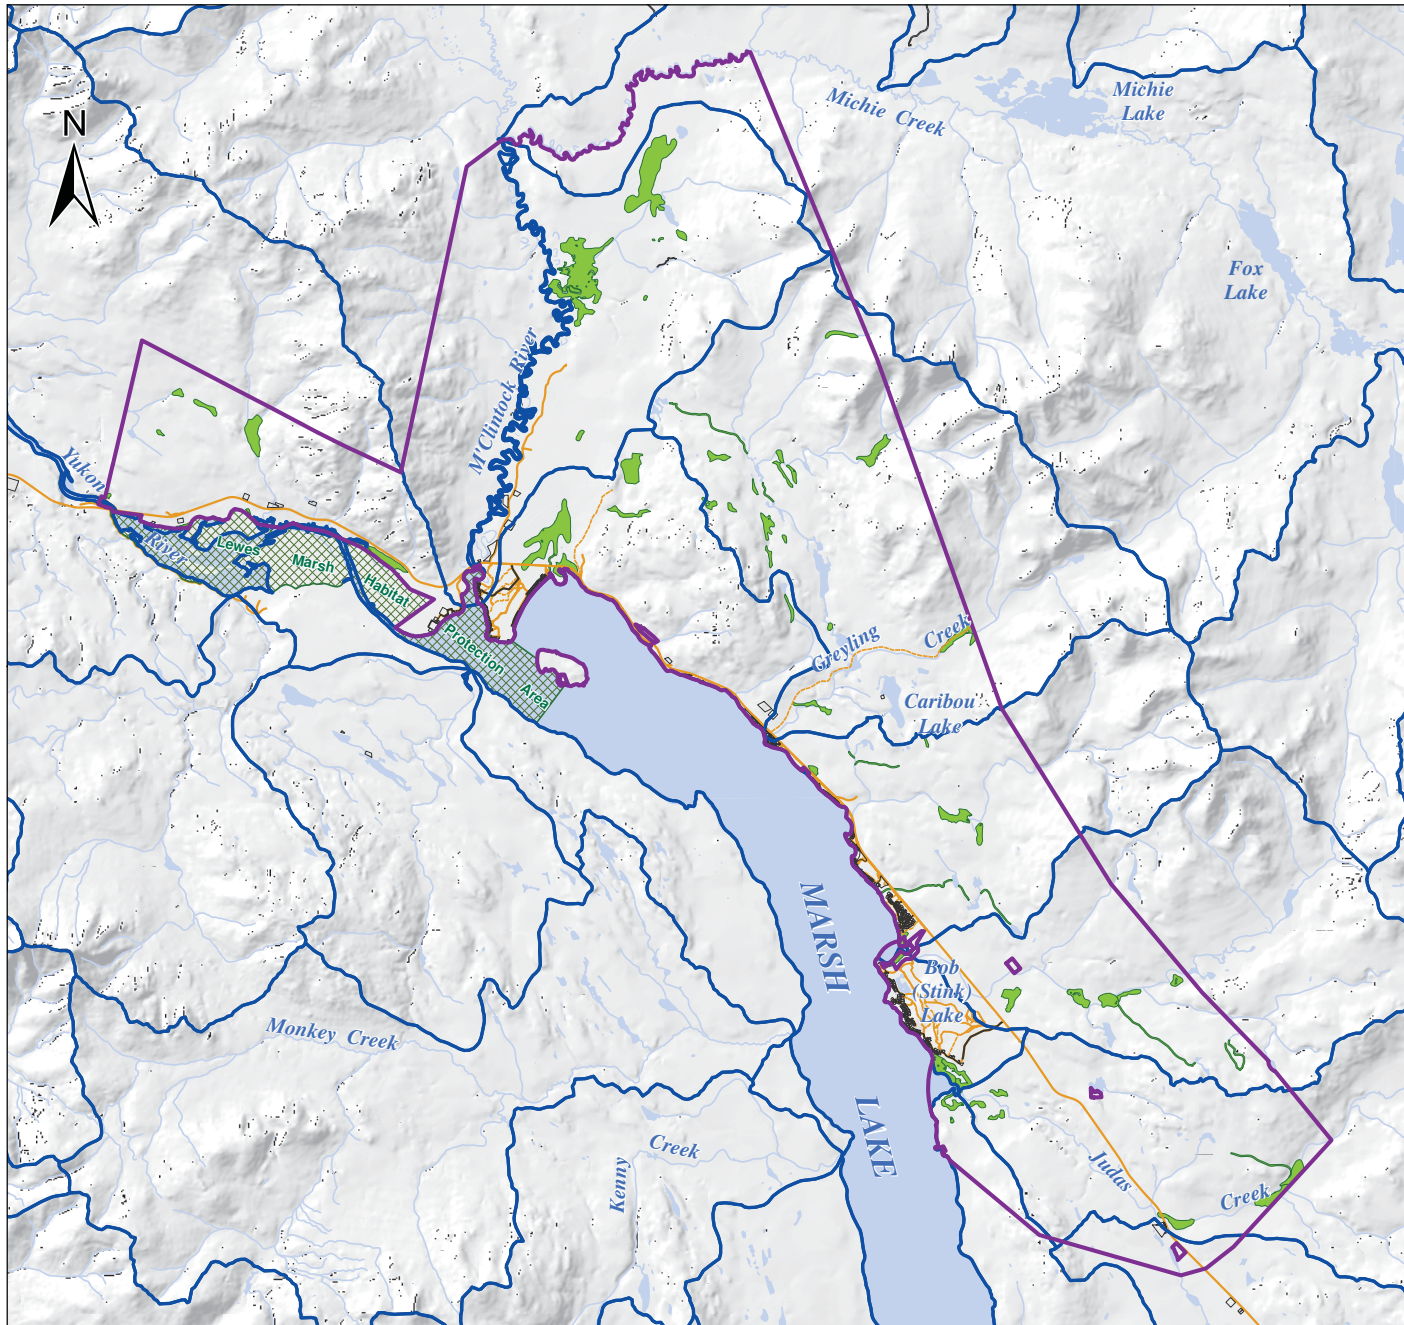 N
Michie Creek
Michie
Lake
Fox
Lake
M'Clintock River
Yukon
River
Lewes
Marsh
Habitat
Protection
Area
Greyling
Creek
Caribou
Lake
MARSH
LAKE
Bob
(Stink)
Lake
Monkey Creek
Kenny
Creek
Judas
Creek